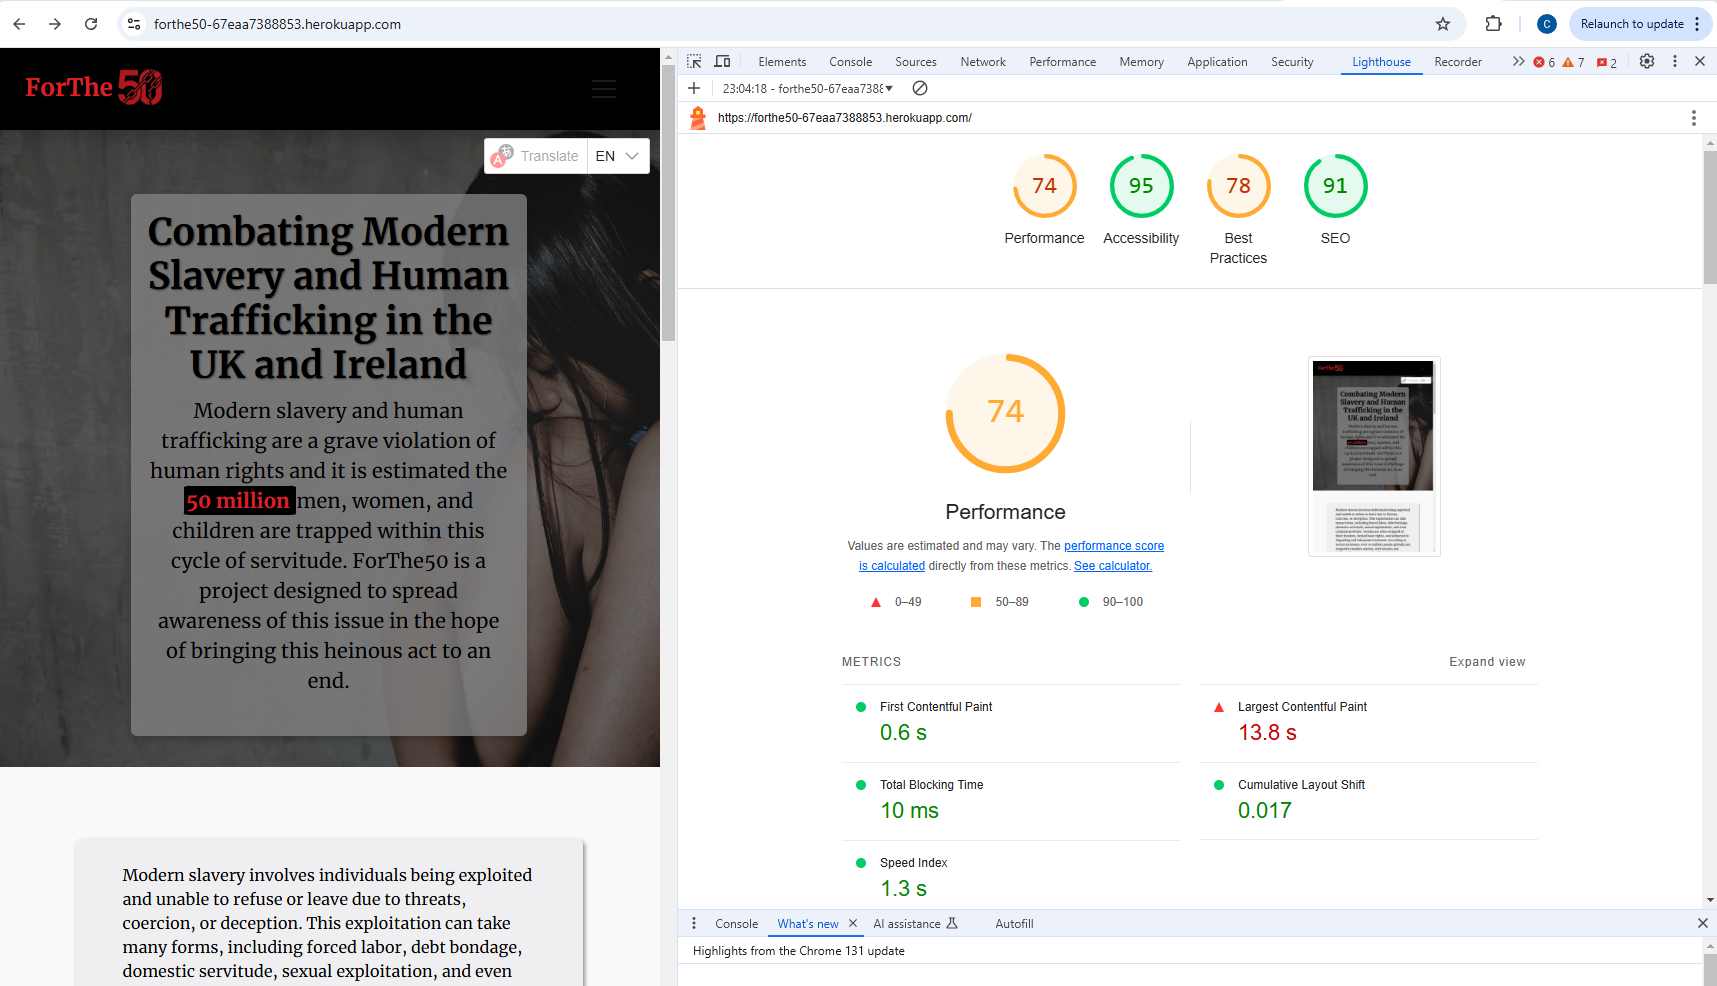 forthe50-67eaa7388853.herokuapp.com
C
Relaunch to update
ForThe 50
Translate
EN
Combating Modern
Slavery and Human
Trafficking in the
UK and Ireland
Modern slavery and human
trafficking are a grave violation of
human rights and it is estimated the
50 million men, women, and
children are trapped within this
cycle of servitude. ForThe50 is a
project designed to spread
awareness of this issue in the hope
of bringing this heinous act to an
end.
Modern slavery involves individuals being exploited
and unable to refuse or leave due to threats,
coercion, or deception. This exploitation can take
many forms, including forced labor, debt bondage,
domestic servitude, sexual exploitation, and even
Elements Console Sources Network Performance Memory Application Security Lighthouse Recorder 6 7 2
23:04:18 - forthe50-67eaa7388
https://forthe50-67eaa7388853.herokuapp.com/
74 95 78 91
Performance Accessibility Best Practices SEO
74
Performance
Values are estimated and may vary. The performance score
is calculated directly from these metrics. See calculator.
0–49 50–89 90–100
METRICS Expand view
First Contentful Paint
0.6 s
Largest Contentful Paint
13.8 s
Total Blocking Time
10 ms
Cumulative Layout Shift
0.017
Speed Index
1.3 s
Console What's new AI assistance Autofill
Highlights from the Chrome 131 update